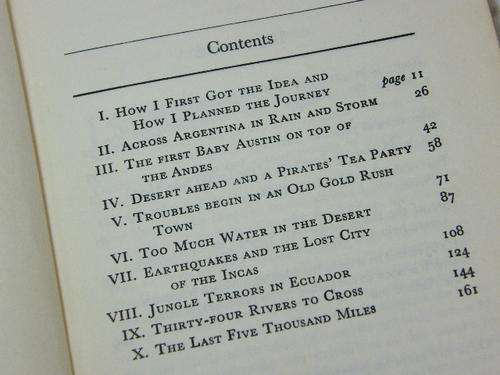 Contents
I. How I First Got the Idea and
How I Planned the Journey page 11
II. Across Argentina in Rain and Storm 26
III. The first Baby Austin on top of
the Andes 42
IV. Desert ahead and a Pirates' Tea Party 58
V. Troubles begin in an Old Gold Rush
Town 71
VI. Too Much Water in the Desert 87
VII. Earthquakes and the Lost City
of the Incas 108
VIII. Jungle Terrors in Ecuador 124
IX. Thirty-four Rivers to Cross 144
X. The Last Five Thousand Miles 161